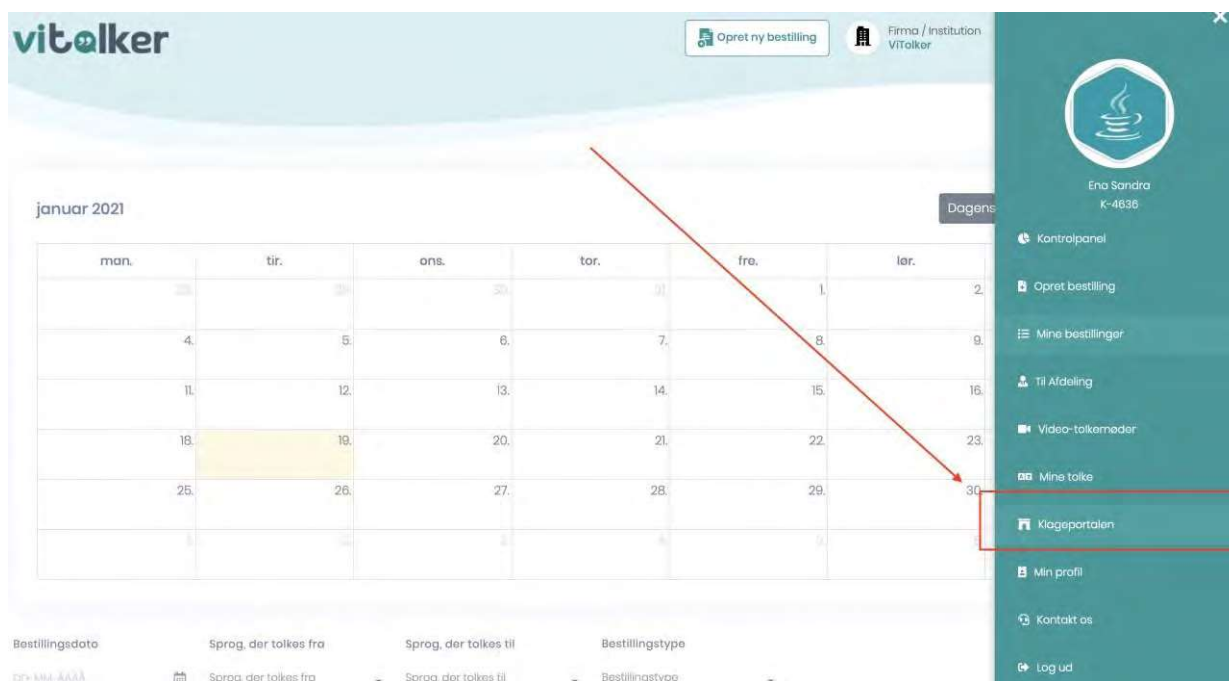 vitolker
Opret ny bestilling
Firma / Institution
ViTolker
Ena Sandra
K-4636
januar 2021
Dagens
man. tir. ons. tor. fre. lør.
1. 2.
4. 5. 6. 7. 8. 9.
11. 12. 13. 14. 15. 16.
18. 19. 20. 21. 22. 23.
25. 26. 27. 28. 29. 30.
Kontrolpanel
Opret bestilling
Mine bestillinger
Til Afdeling
Video-tolkemøder
Mine tolke
Klageportalen
Min profil
Kontakt os
Log ud
Bestillingsdato Sprog, der tolkes fra Sprog, der tolkes til Bestillingstype
DD-MM-ÅÅÅÅ Sprog, der tolkes fra Sprog, der tolkes til Bestillingstype